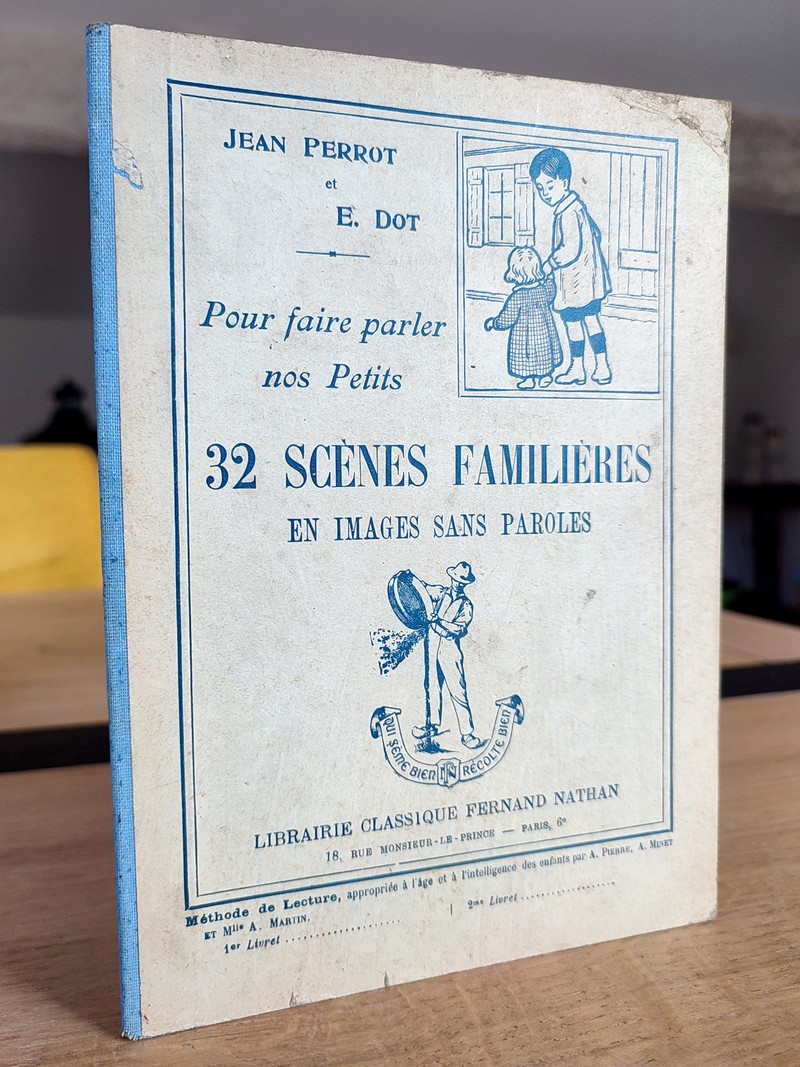 JEAN PERROT
et
E. DOT
Pour faire parler
nos Petits
32 SCÈNES FAMILIÈRES
EN IMAGES SANS PAROLES
QUI SÈME BIEN FN RÉCOLTE BIEN
LIBRAIRIE CLASSIQUE FERNAND NATHAN
18, RUE MONSIEUR-LE-PRINCE — PARIS, 6e
Méthode de Lecture, appropriée à l'âge et à l'intelligence des enfants par A. PIERRE, A. MINET
ET Mlle A. MARTIN.
1er Livret .................... | 2me Livret ....................